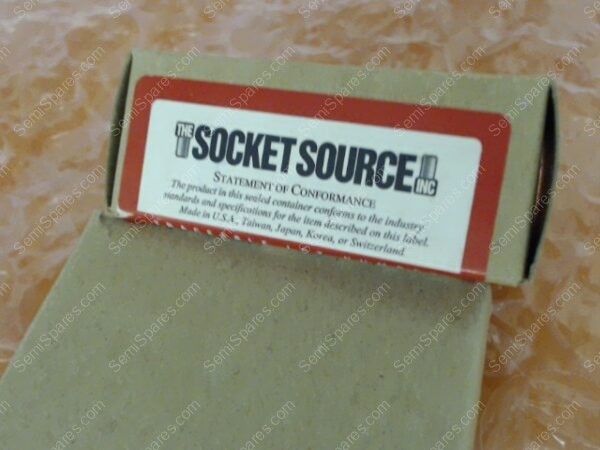 THE SOCKET SOURCE INC
STATEMENT OF CONFORMANCE
The product in this sealed container conforms to the industry
standards and specifications for the item described on this label.
Made in U.S.A., Taiwan, Japan, Korea, or Switzerland
SemiSpares.com